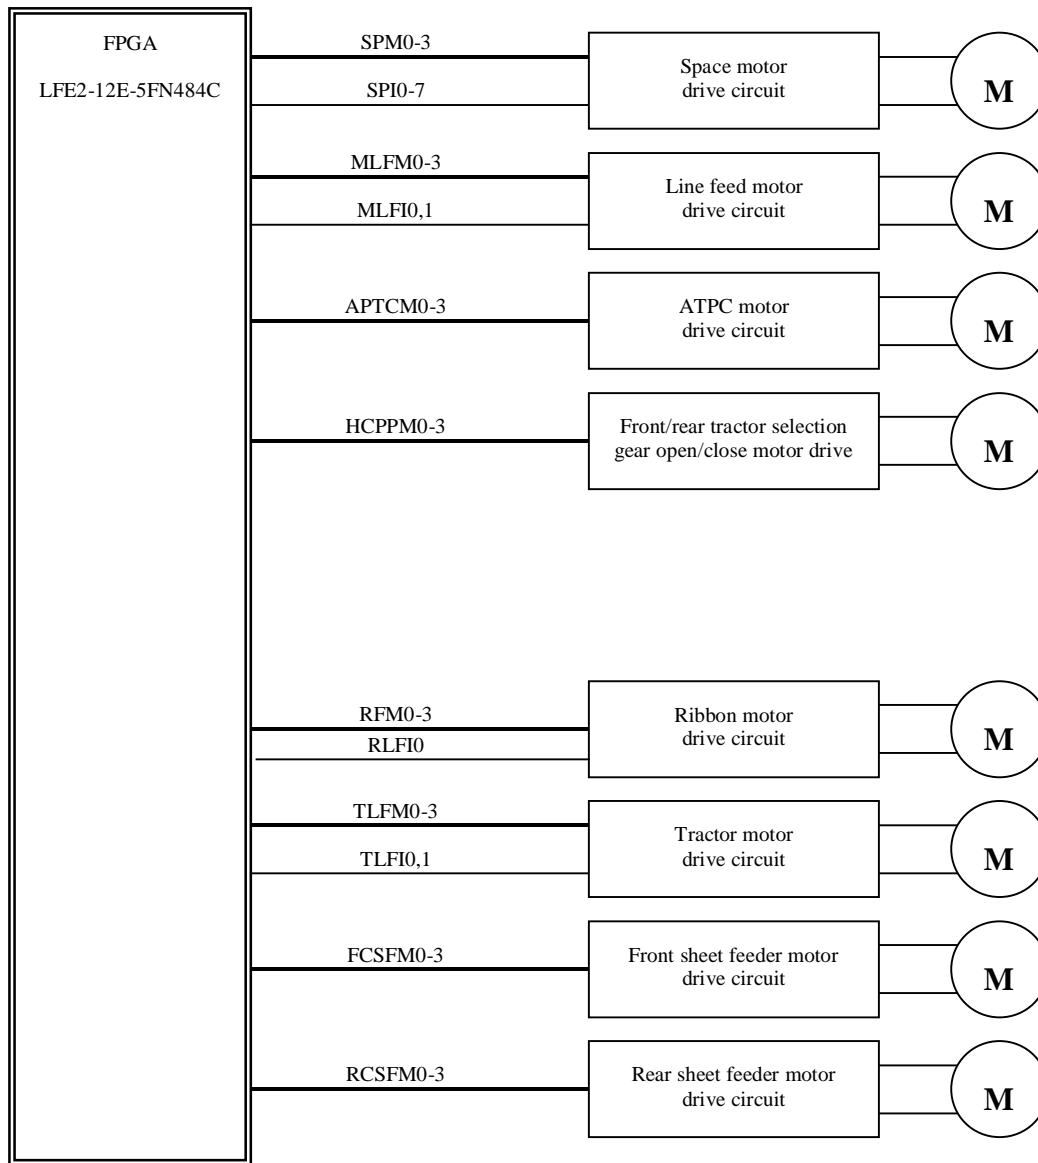 FPGA
LFE2-12E-5FN484C
SPM0-3
SPI0-7
Space motor
drive circuit
M
MLFM0-3
MLFI0,1
Line feed motor
drive circuit
M
APTCM0-3
ATPC motor
drive circuit
M
HCPPM0-3
Front/rear tractor selection
gear open/close motor drive
M
RFM0-3
RLFI0
Ribbon motor
drive circuit
M
TLFM0-3
TLFI0,1
Tractor motor
drive circuit
M
FCSFM0-3
Front sheet feeder motor
drive circuit
M
RCSFM0-3
Rear sheet feeder motor
drive circuit
M